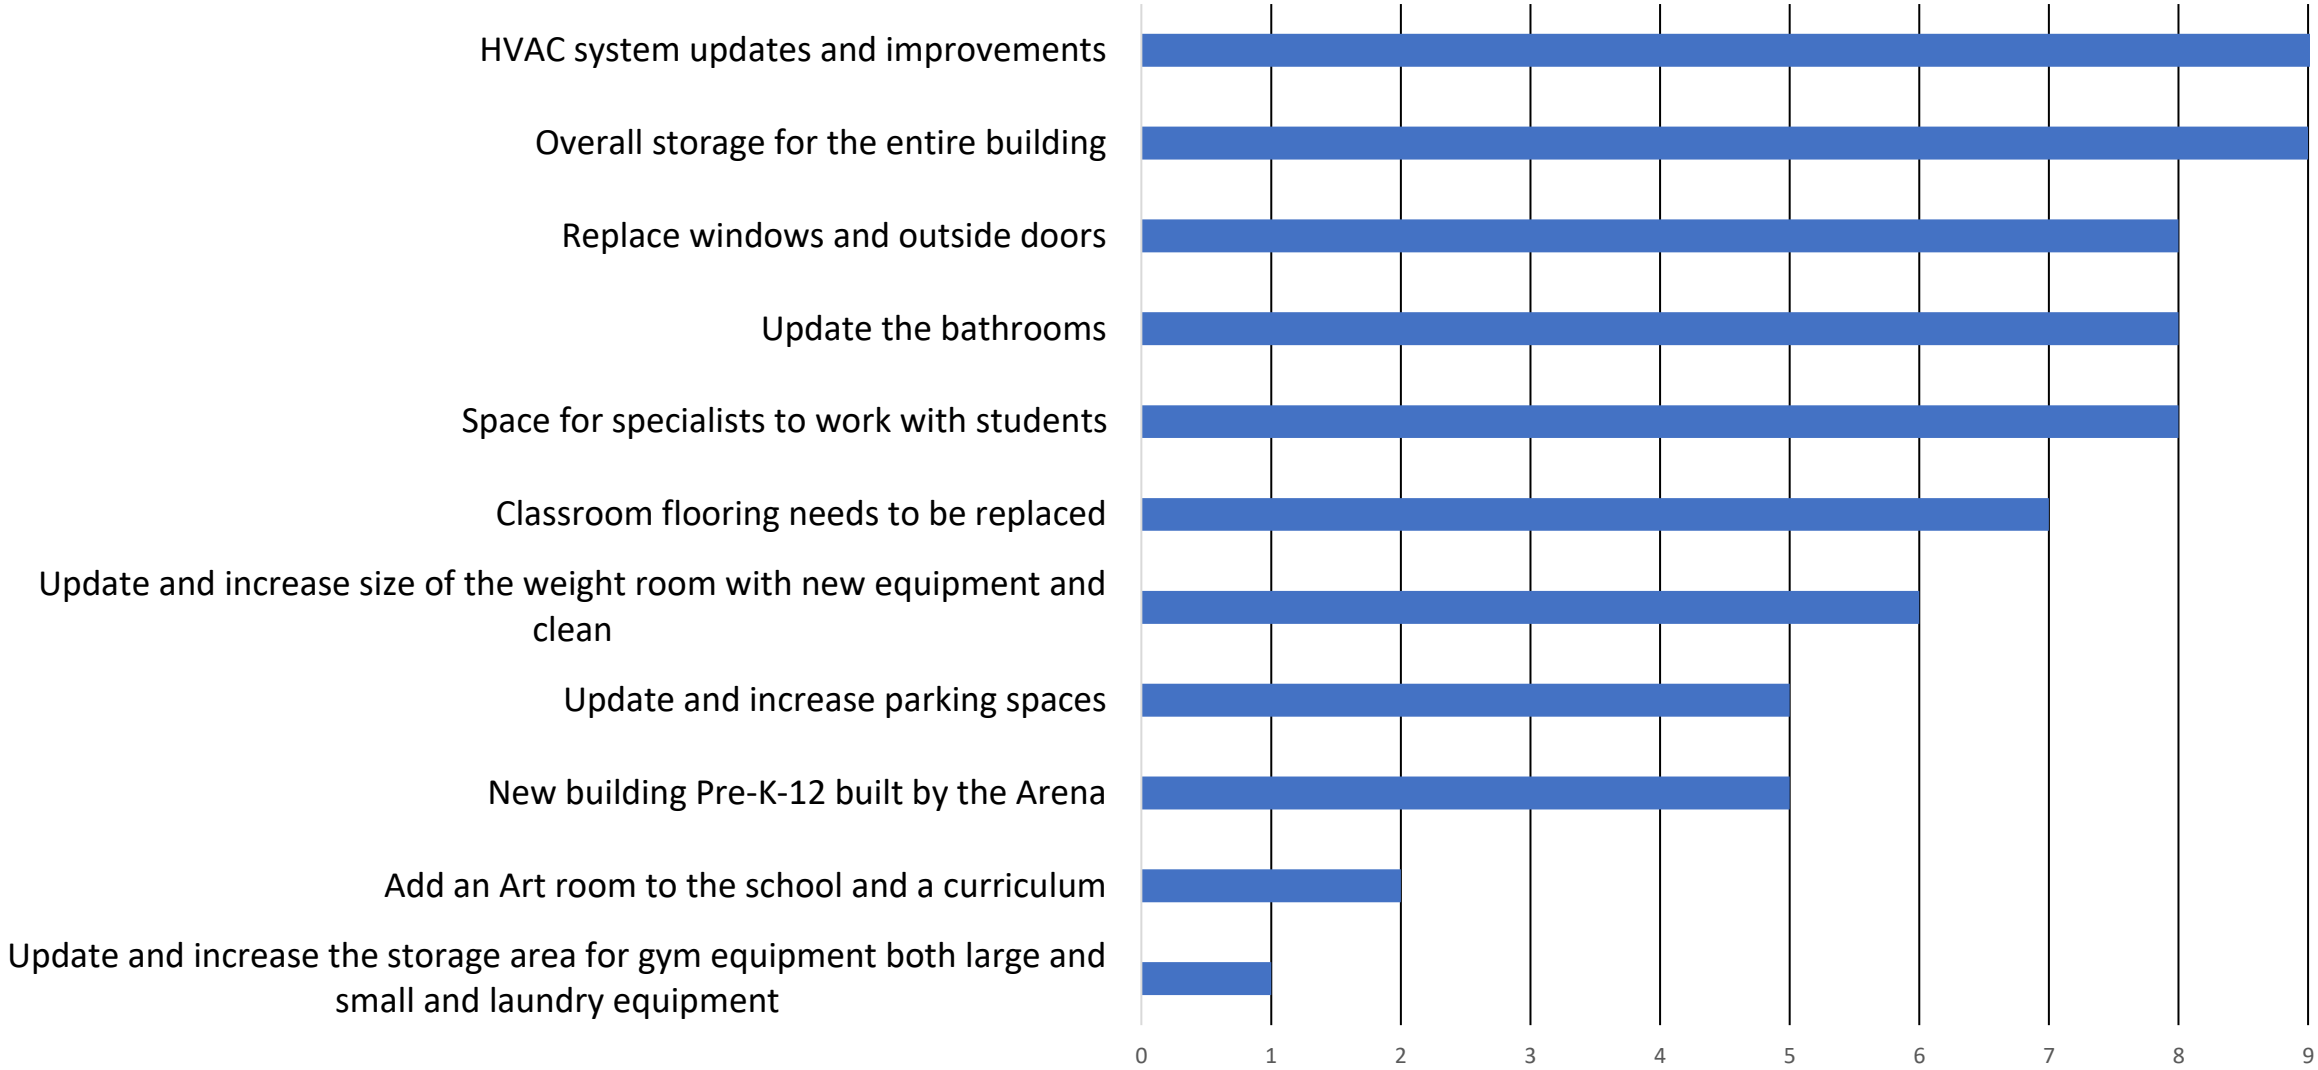 HVAC system updates and improvements
Overall storage for the entire building
Replace windows and outside doors
Update the bathrooms
Space for specialists to work with students
Classroom flooring needs to be replaced
Update and increase size of the weight room with new equipment and
clean
Update and increase parking spaces
New building Pre-K-12 built by the Arena
Add an Art room to the school and a curriculum
Update and increase the storage area for gym equipment both large and
small and laundry equipment
0 1 2 3 4 5 6 7 8 9